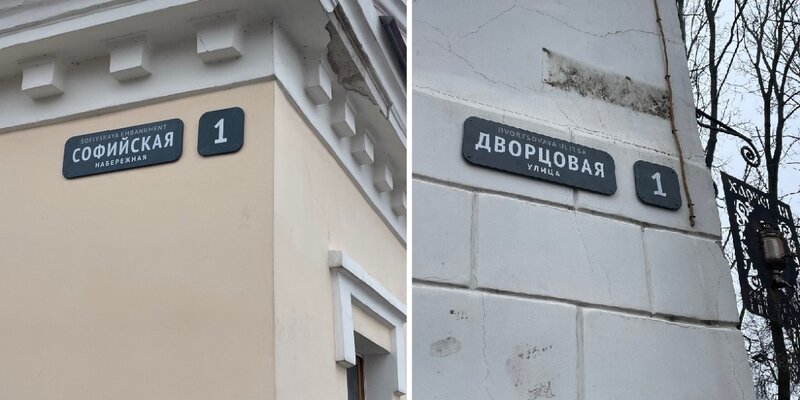 SOFIYSKAYA EMBANKMENT
СОФИЙСКАЯ
НАБЕРЕЖНАЯ
1
DVORTSOVAYA ULITSA
ДВОРЦОВАЯ
УЛИЦА
1